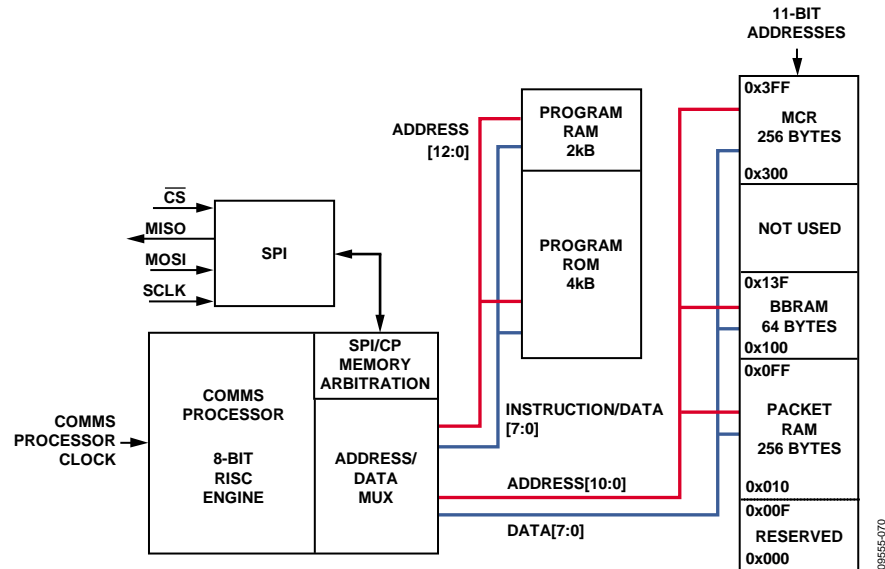 11-BIT
ADDRESSES
0x3FF
MCR
256 BYTES
0x300
NOT USED
0x13F
BBRAM
64 BYTES
0x100
0x0FF
PACKET
RAM
256 BYTES
0x010
0x00F
RESERVED
0x000
ADDRESS
[12:0]
PROGRAM
RAM
2kB
PROGRAM
ROM
4kB
CS
MISO
MOSI
SCLK
SPI
SPI/CP
MEMORY
ARBITRATION
COMMS
PROCESSOR
CLOCK
COMMS
PROCESSOR
8-BIT
RISC
ENGINE
ADDRESS/
DATA
MUX
INSTRUCTION/DATA
[7:0]
ADDRESS[10:0]
DATA[7:0]
09555-070